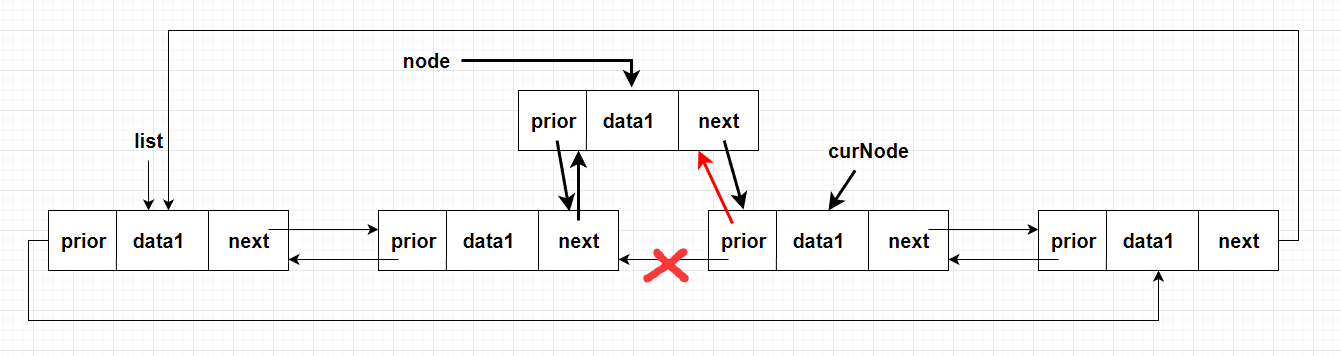 node
prior data1 next
list
curNode
prior data1 next
prior data1 next
prior data1 next
prior data1 next